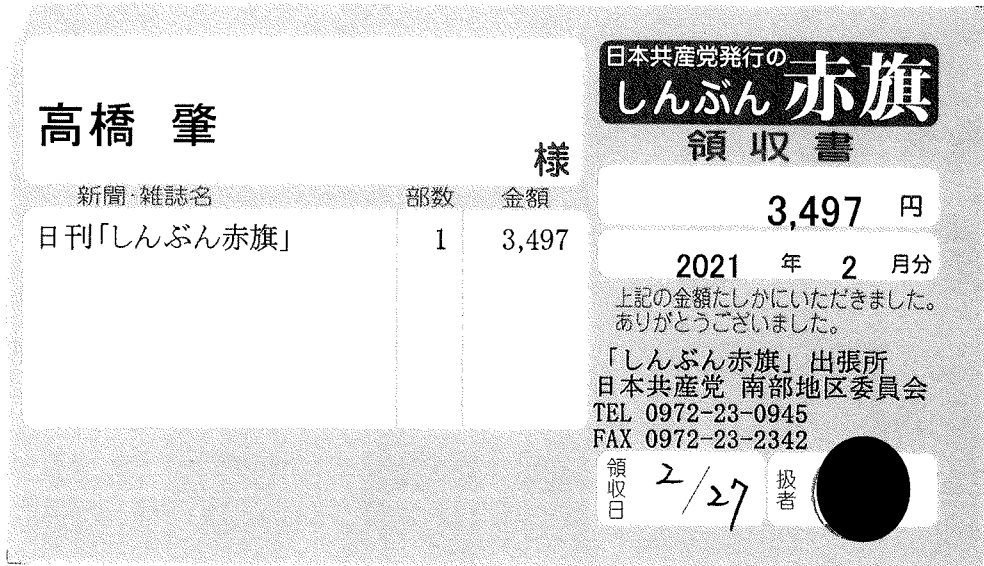 高橋 肇
様
新聞・雑誌名 部数 金額
日刊「しんぶん赤旗」 1 3,497
日本共産党発行の
しんぶん赤旗
領収書
3,497 円
2021 年 2 月分
上記の金額たしかにいただきました。
ありがとうございました。
「しんぶん赤旗」出張所
日本共産党 南部地区委員会
TEL 0972-23-0945
FAX 0972-23-2342
領収日 2/27 扱者